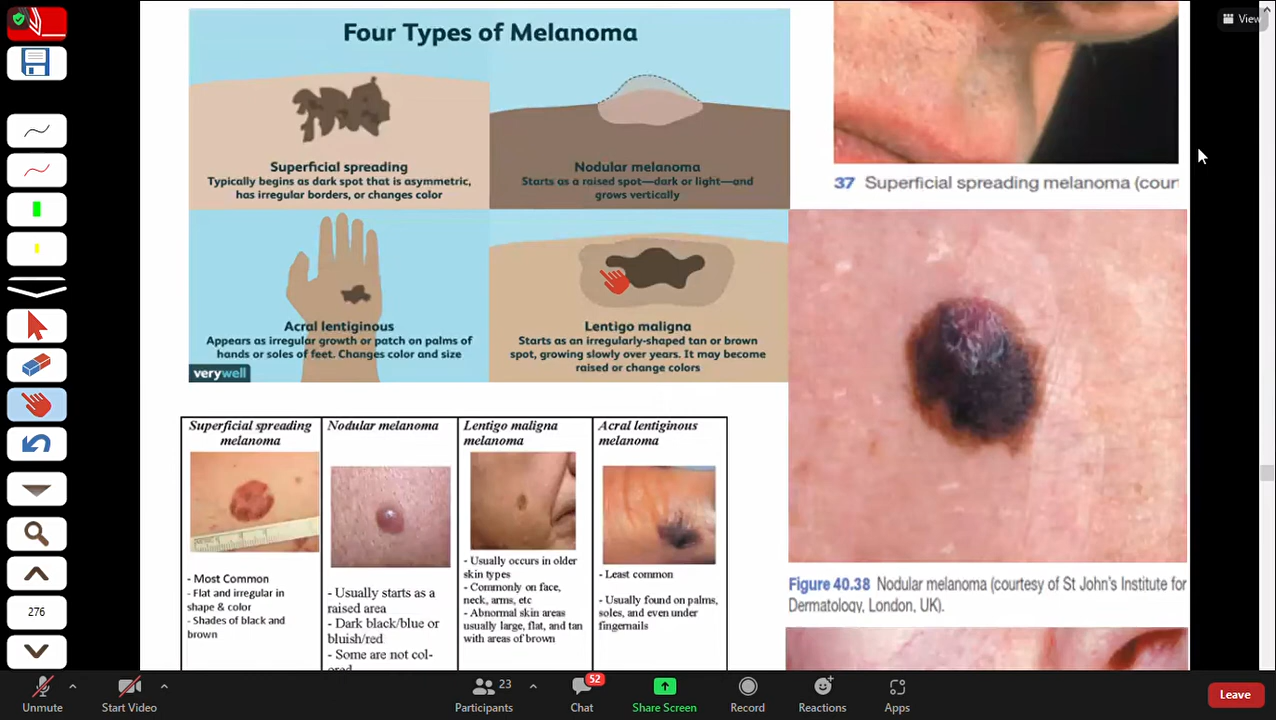 View
Four Types of Melanoma
Superficial spreading
Typically begins as dark spot that is asymmetric,
has irregular borders, or changes color
Nodular melanoma
Starts as a raised spot—dark or light—and
grows vertically
Acral lentiginous
Appears as irregular growth or patch on palms of
hands or soles of feet. Changes color and size
Lentigo maligna
Starts as an irregularly-shaped tan or brown
spot, growing slowly over years. It may become
raised or change colors
verywell
37 Superficial spreading melanoma (cour
Superficial spreading
melanoma
- Most Common
- Flat and irregular in
shape & color
- Shades of black and
brown
Nodular melanoma
- Usually starts as a
raised area
- Dark black/blue or
bluish/red
- Some are not col-
ored
Lentigo maligna
melanoma
- Usually occurs in older
skin types
- Commonly on face,
neck, arms, etc
- Abnormal skin areas
usually large, flat, and tan
with areas of brown
Acral lentiginous
melanoma
- Least common
- Usually found on palms,
soles, and even under
fingernails
Figure 40.38 Nodular melanoma (courtesy of St John's Institute for
Dermatology, London, UK).
276
Unmute
Start Video
23
Participants
52
Chat
Share Screen
Record
Reactions
Apps
Leave